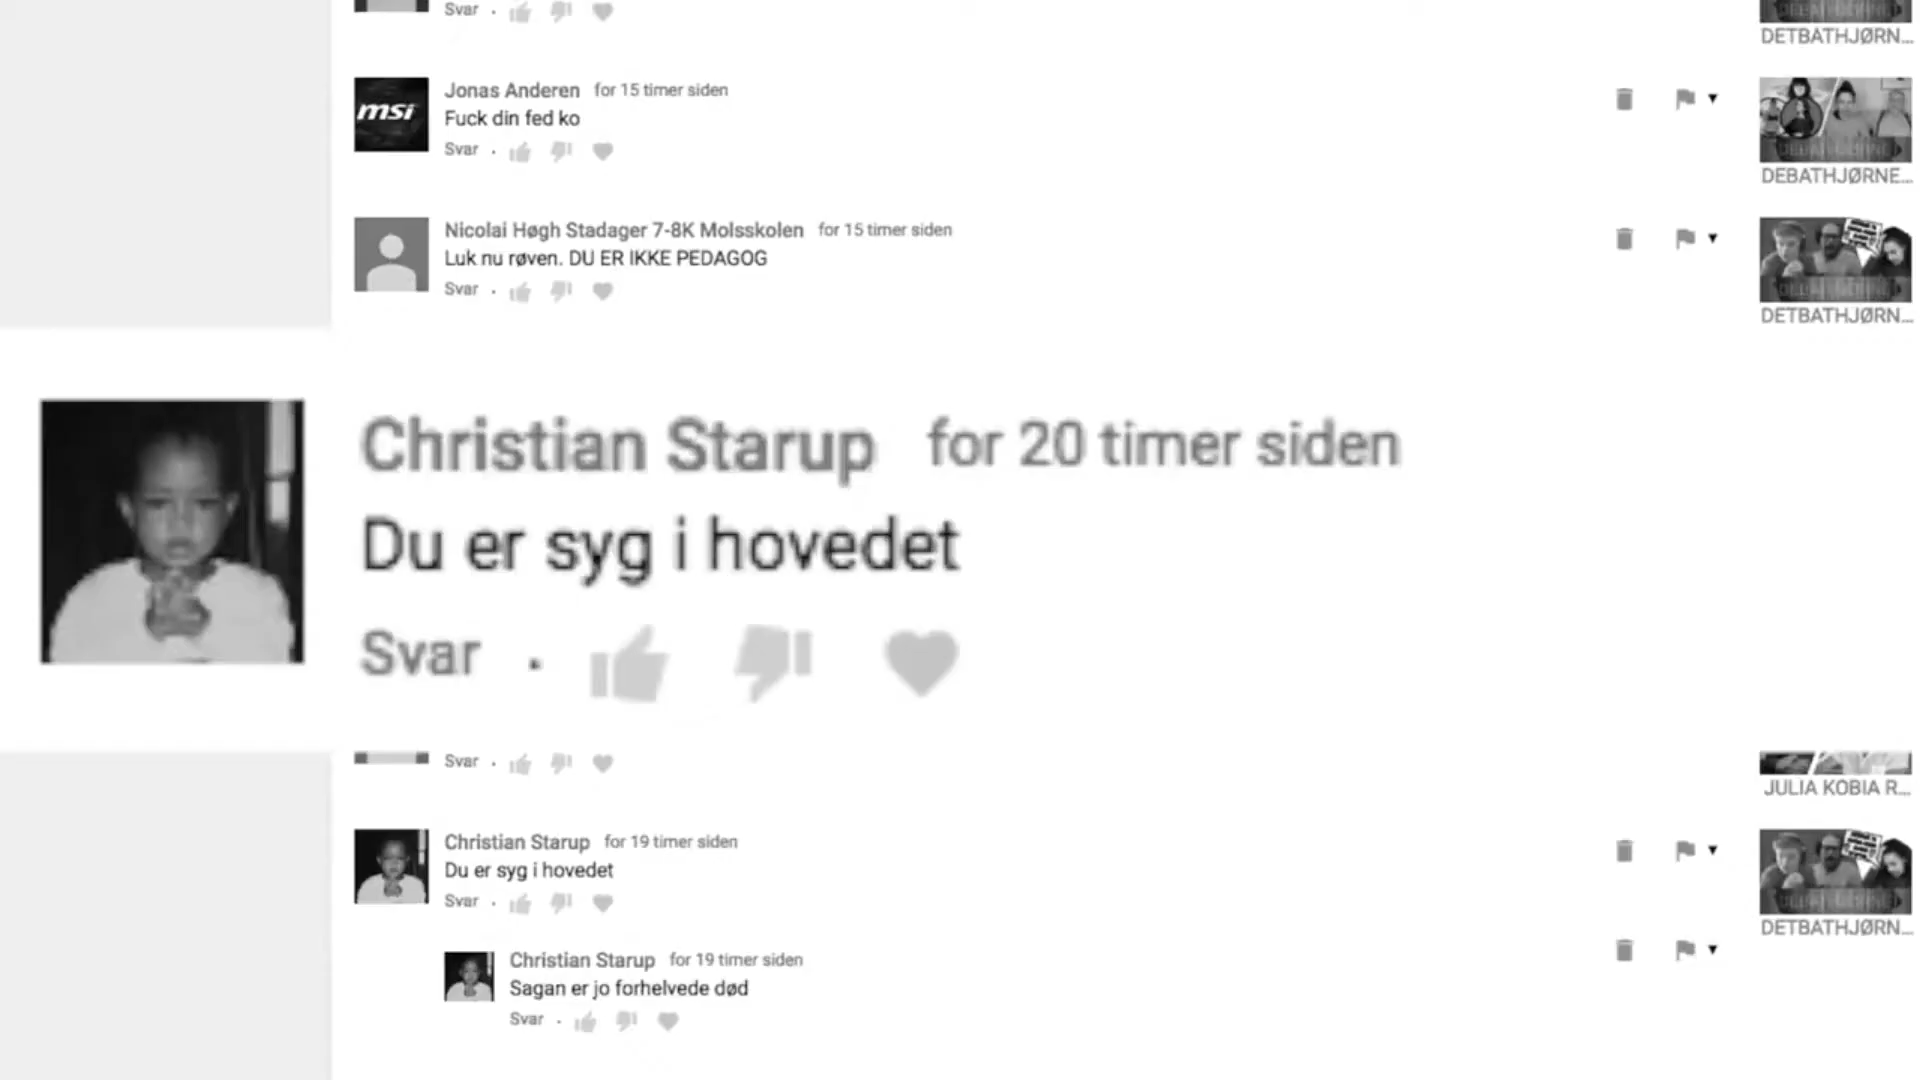 Svar .
DETBATHJØRN...
msi
Jonas Anderen for 15 timer siden
Fuck din fed ko
Svar .
DEBATHJØRNE...
Nicolai Høgh Stadager 7-8K Molsskolen for 15 timer siden
Luk nu røven. DU ER IKKE PEDAGOG
Svar .
DETBATHJØRN...
Christian Starup for 20 timer siden
Du er syg i hovedet
Svar .
Svar .
JULIA KOBIA R...
Christian Starup for 19 timer siden
Du er syg i hovedet
Svar .
DETBATHJØRN...
Christian Starup for 19 timer siden
Sagan er jo forhelvede død
Svar .